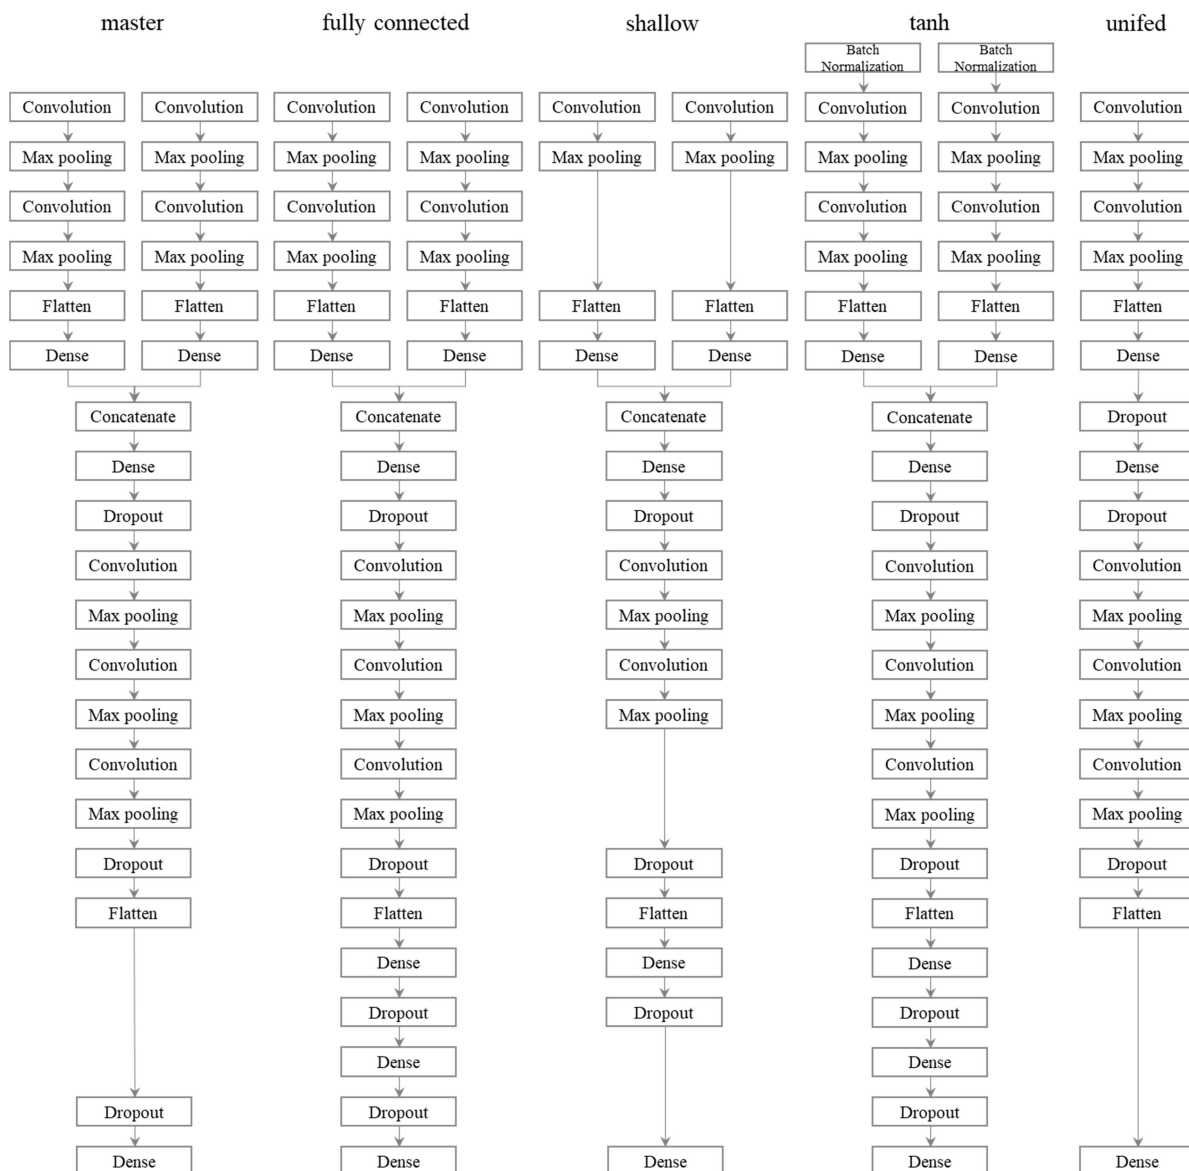 master fully connected shallow tanh unifed
Batch Batch
Normalization Normalization
Convolution Convolution Convolution Convolution Convolution Convolution Convolution Convolution Convolution
Max pooling Max pooling Max pooling Max pooling Max pooling Max pooling Max pooling Max pooling Max pooling
Convolution Convolution Convolution Convolution Convolution Convolution Convolution
Max pooling Max pooling Max pooling Max pooling Max pooling Max pooling Max pooling
Flatten Flatten Flatten Flatten Flatten Flatten Flatten Flatten Flatten
Dense Dense Dense Dense Dense Dense Dense Dense Dense
Concatenate Concatenate Concatenate Concatenate Dropout
Dense Dense Dense Dense Dense
Dropout Dropout Dropout Dropout Dropout
Convolution Convolution Convolution Convolution Convolution
Max pooling Max pooling Max pooling Max pooling Max pooling
Convolution Convolution Convolution Convolution Convolution
Max pooling Max pooling Max pooling Max pooling Max pooling
Convolution Convolution Convolution Convolution
Max pooling Max pooling Max pooling Max pooling
Dropout Dropout Dropout Dropout Dropout
Flatten Flatten Flatten Flatten Flatten
Dense Dense Dense
Dropout Dropout Dropout
Dense Dense
Dropout Dropout Dropout
Dense Dense Dense Dense Dense